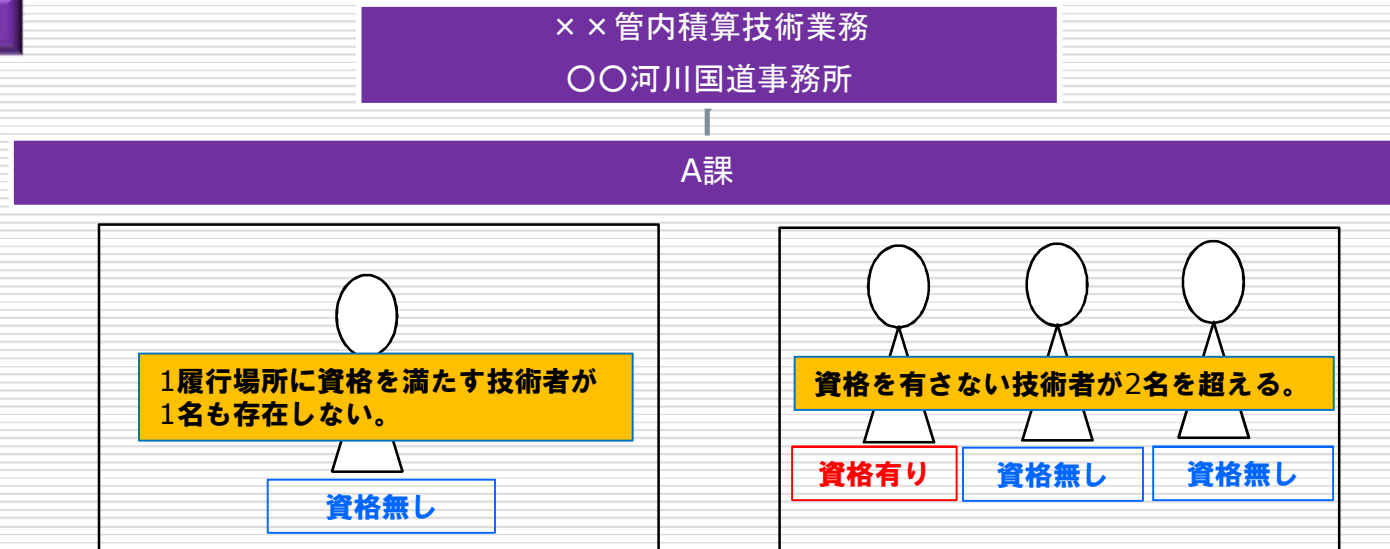 ××管内積算技術業務
〇〇河川国道事務所
A課
1履行場所に資格を満たす技術者が
1名も存在しない。
資格無し
資格を有さない技術者が2名を超える。
資格有り
資格無し
資格無し